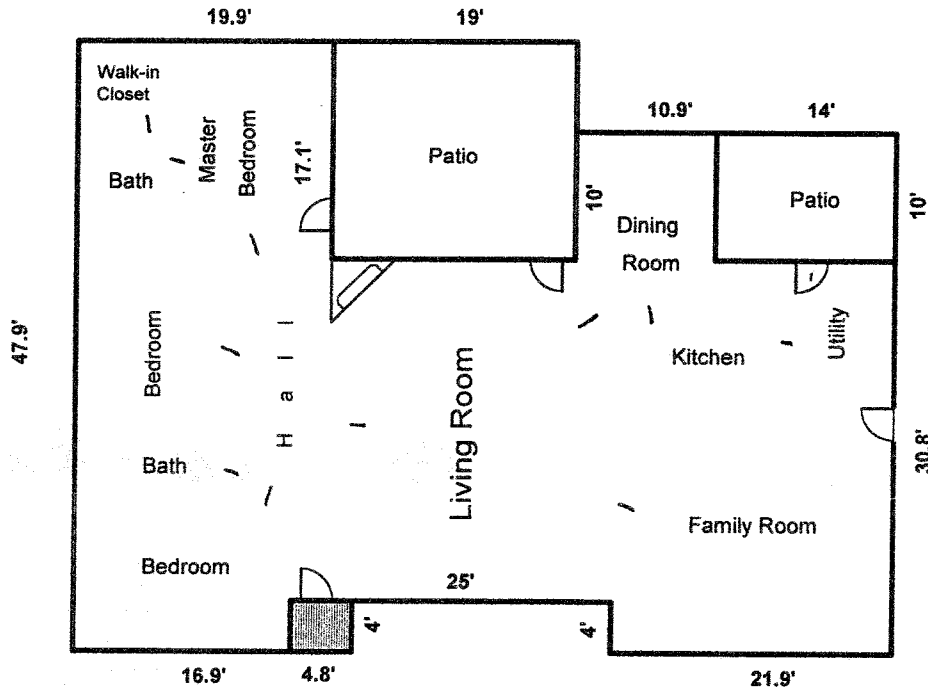 19.9'
19'
Walk-in
Closet
Master
Bedroom
17.1'
Bath
Patio
10.9'
14'
10'
Dining
Room
Patio
10'
47.9'
Bedroom
Hall
Living Room
Kitchen
Utility
30.8'
Bath
Bedroom
Family Room
25'
4'
4'
16.9'
4.8'
21.9'